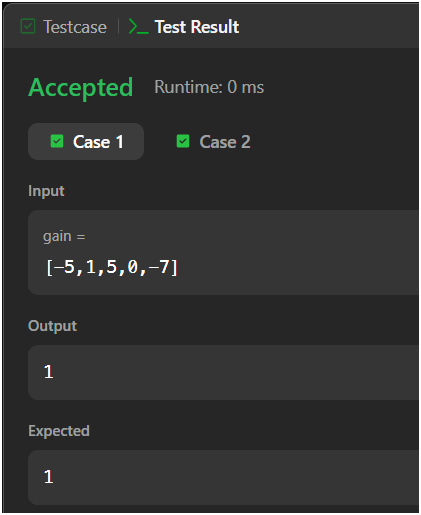 Testcase
Test Result
Accepted Runtime: 0 ms
Case 1 Case 2
Input
gain =
[-5,1,5,0,-7]
Output
1
Expected
1